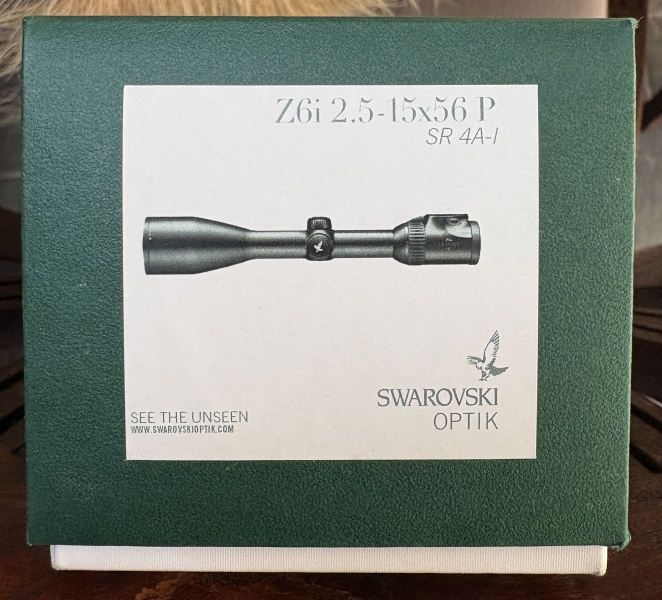 Z6i 2.5-15x56 P
SR 4A-I
SWAROVSKI
OPTIK
SEE THE UNSEEN
WWW.SWAROVSKIOPTIK.COM